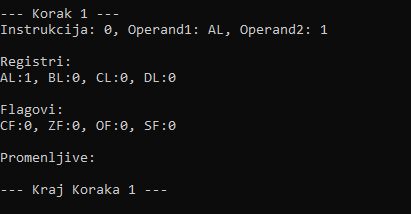 --- Korak 1 ---
Instrukcija: 0, Operand1: AL, Operand2: 1
Registri:
AL:1, BL:0, CL:0, DL:0
Flagovi:
CF:0, ZF:0, OF:0, SF:0
Promenljive:
--- Kraj Koraka 1 ---